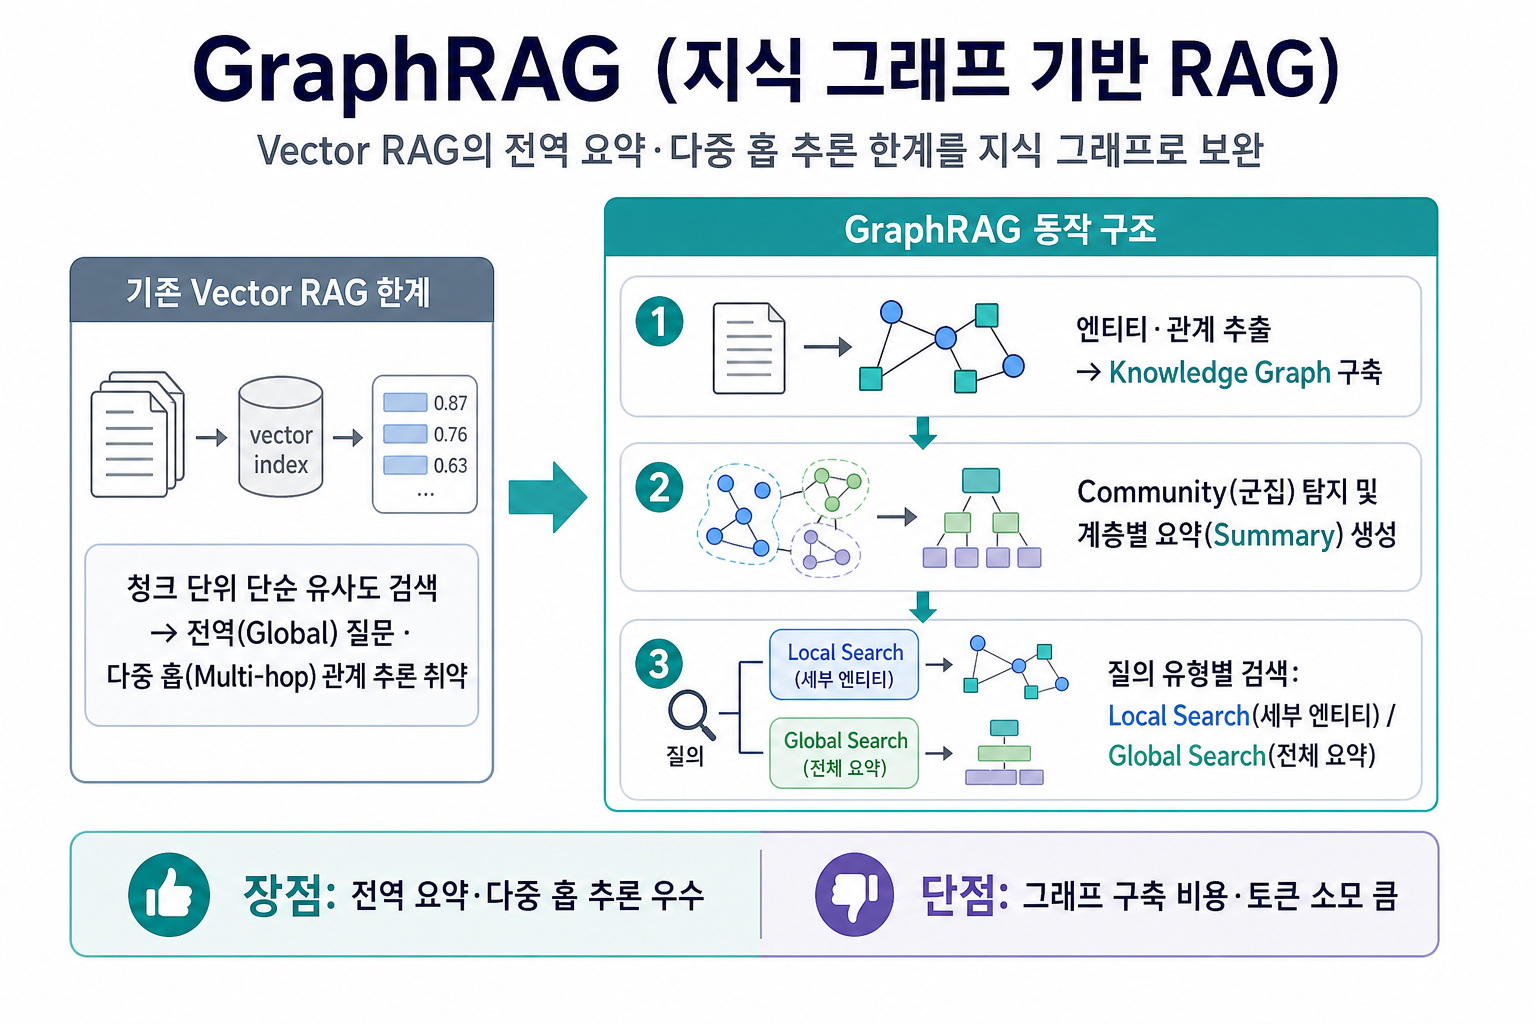 GraphRAG (지식 그래프 기반 RAG)
Vector RAG의 전역 요약·다중 홉 추론 한계를 지식 그래프로 보완
기존 Vector RAG 한계
vector
index
0.87
0.76
0.63
...
청크 단위 단순 유사도 검색
→ 전역(Global) 질문 ·
다중 홉(Multi-hop) 관계 추론 취약
GraphRAG 동작 구조
1
엔티티·관계 추출
→ Knowledge Graph 구축
2
Community(군집) 탐지 및
계층별 요약(Summary) 생성
3
질의
Local Search
(세부 엔티티)
Global Search
(전체 요약)
질의 유형별 검색:
Local Search(세부 엔티티) /
Global Search(전체 요약)
장점: 전역 요약·다중 홉 추론 우수
단점: 그래프 구축 비용·토큰 소모 큼